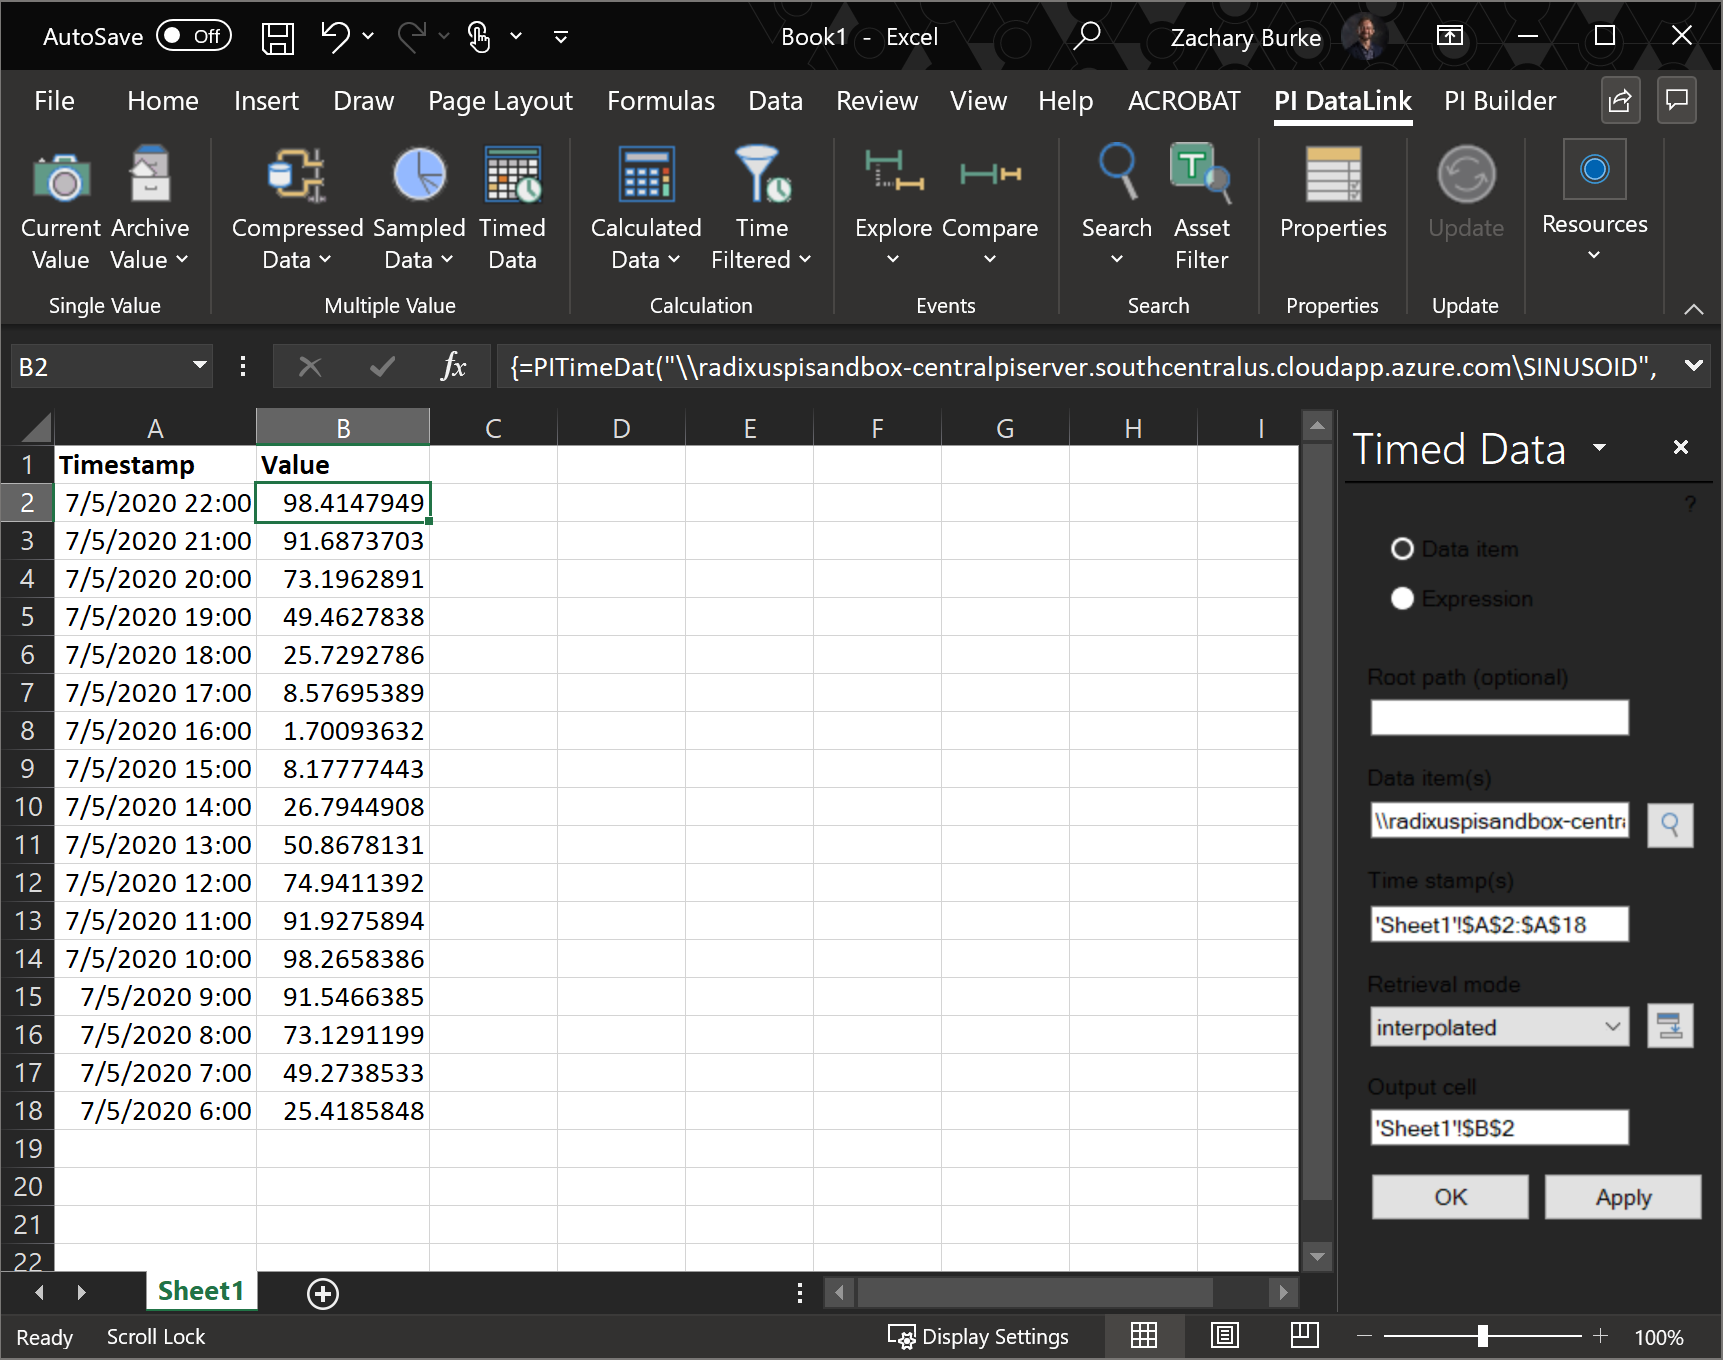 AutoSave Off Book1 - Excel Zachary Burke
File Home Insert Draw Page Layout Formulas Data Review View Help ACROBAT PI DataLink PI Builder
Current Value Archive Value Compressed Data Sampled Data Timed Data Calculated Data Time Filtered Explore Compare Search Asset Filter Properties Update Resources
Single Value Multiple Value Calculation Events Search Properties Update
B2 fx {=PITimeDat("\\radixuspisandbox-centralpiserver.southcentralus.cloudapp.azure.com\SINUSOID",
A B C D E F G H I
1 Timestamp Value
2 7/5/2020 22:00 98.4147949
3 7/5/2020 21:00 91.6873703
4 7/5/2020 20:00 73.1962891
5 7/5/2020 19:00 49.4627838
6 7/5/2020 18:00 25.7292786
7 7/5/2020 17:00 8.57695389
8 7/5/2020 16:00 1.70093632
9 7/5/2020 15:00 8.17777443
10 7/5/2020 14:00 26.7944908
11 7/5/2020 13:00 50.8678131
12 7/5/2020 12:00 74.9411392
13 7/5/2020 11:00 91.9275894
14 7/5/2020 10:00 98.2658386
15 7/5/2020 9:00 91.5466385
16 7/5/2020 8:00 73.1291199
17 7/5/2020 7:00 49.2738533
18 7/5/2020 6:00 25.4185848
19
20
21
22
Timed Data
?
Data item
Expression
Root path (optional)
Data item(s)
\\radixuspisandbox-centra
Time stamp(s)
'Sheet1'!$A$2:$A$18
Retrieval mode
interpolated
Output cell
'Sheet1'!$B$2
OK Apply
Sheet1
Ready Scroll Lock Display Settings 100%